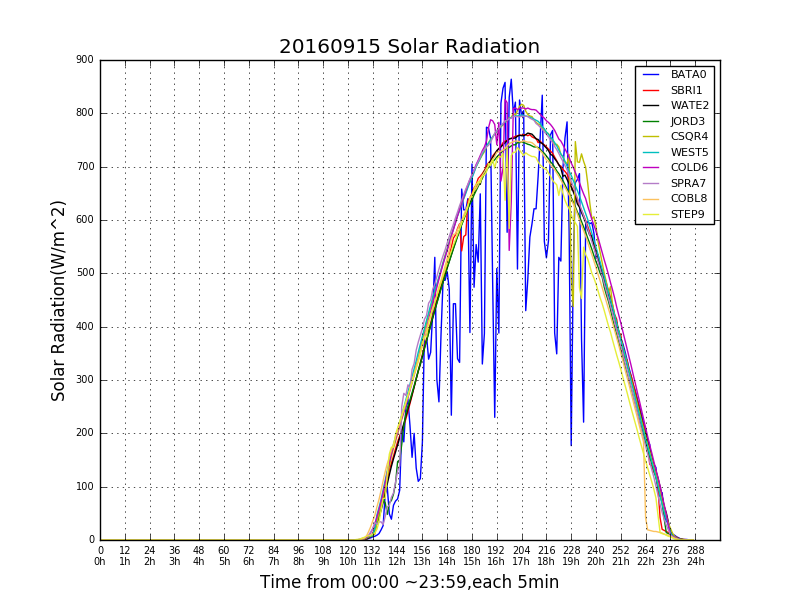 20160915 Solar Radiation
900
800
700
600
500
400
300
200
100
0
Solar Radiation(W/m^2)
BATA0
SBRI1
WATE2
JORD3
CSQR4
WEST5
COLD6
SPRA7
COBL8
STEP9
0 12 24 36 48 60 72 84 96 108 120 132 144 156 168 180 192 204 216 228 240 252 264 276 288
0h 1h 2h 3h 4h 5h 6h 7h 8h 9h 10h 11h 12h 13h 14h 15h 16h 17h 18h 19h 20h 21h 22h 23h 24h
Time from 00:00 ~23:59,each 5min